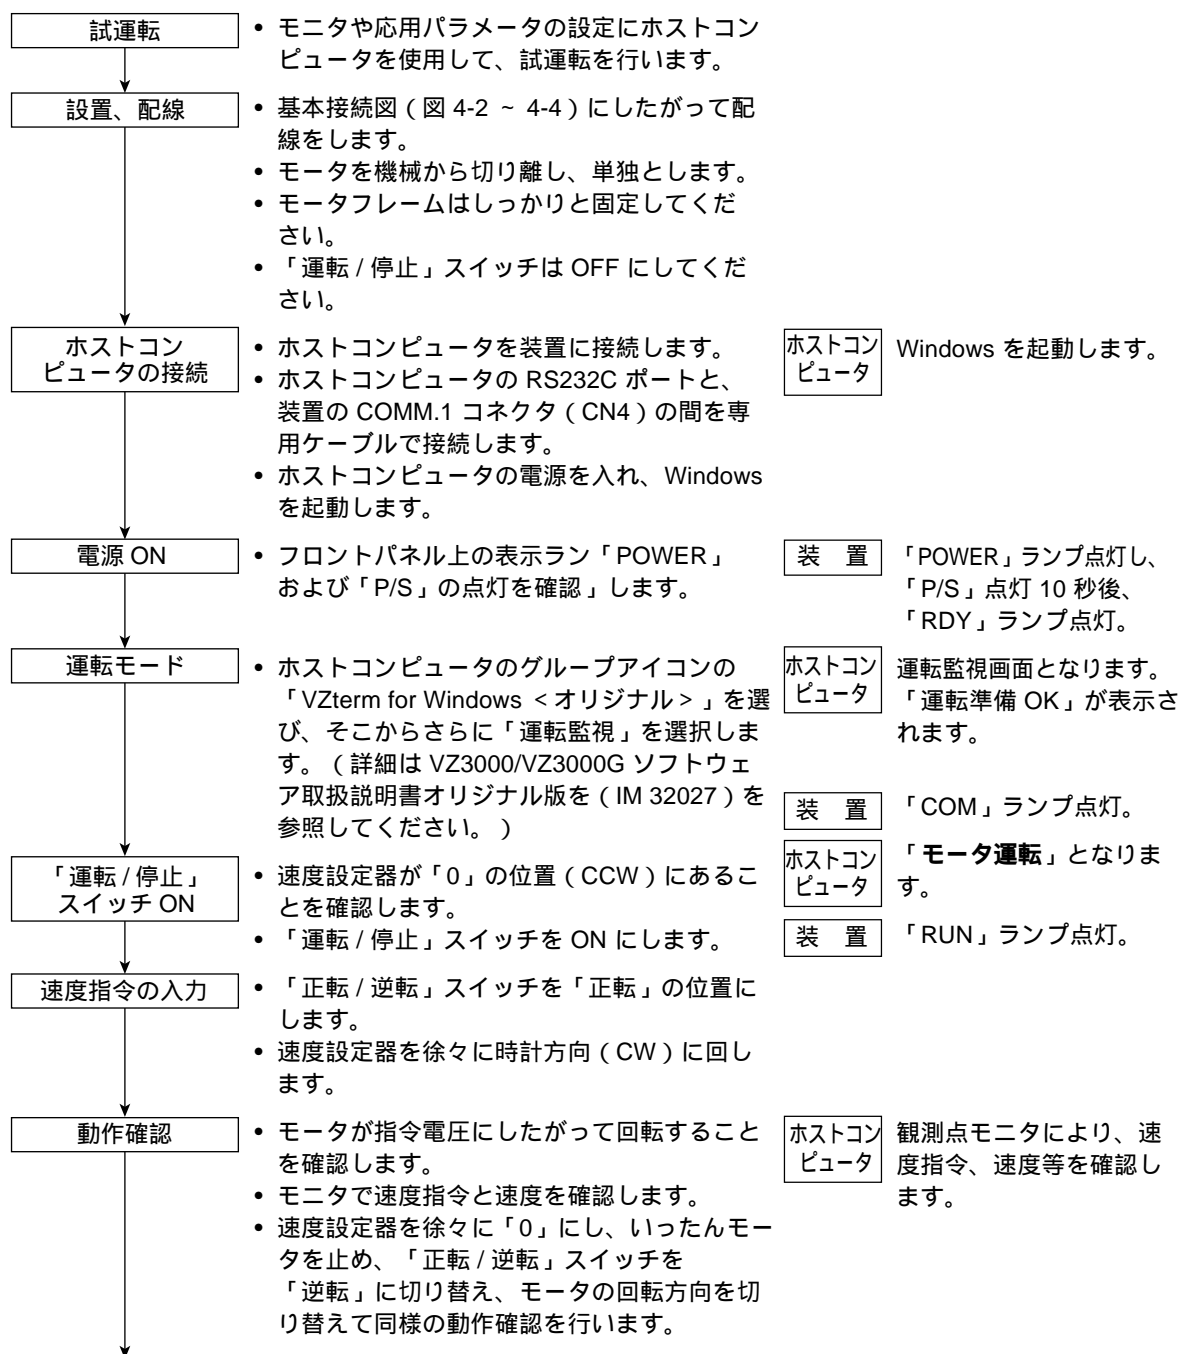 試運転
• モニタや応用パラメータの設定にホストコン
ピュータを使用して、試運転を行います。
設置、配線
• 基本接続図（図 4-2 ~ 4-4）にしたがって配
線をします。
• モータを機械から切り離し、単独とします。
• モータフレームはしっかりと固定してくだ
さい。
• 「運転 / 停止」スイッチは OFF にしてくだ
さい。
ホストコン
ピュータの接続
• ホストコンピュータを装置に接続します。
• ホストコンピュータの RS232C ポートと、
装置の COMM.1 コネクタ（CN4）の間を専
用ケーブルで接続します。
• ホストコンピュータの電源を入れ、Windows
を起動します。
ホストコン
ピュータ
Windows を起動します。
電源 ON
• フロントパネル上の表示ラン「POWER」
および「P/S」の点灯を確認」します。
装　置
「POWER」ランプ点灯し、
「P/S」点灯 10 秒後、
「RDY」ランプ点灯。
運転モード
• ホストコンピュータのグループアイコンの
「VZterm for Windows <オリジナル>」を選
び、そこからさらに「運転監視」を選択しま
す。（詳細は VZ3000/VZ3000G ソフトウェ
ア取扱説明書オリジナル版を（IM 32027）を
参照してください。）
ホストコン
ピュータ
運転監視画面となります。
「運転準備 OK」が表示さ
れます。
装　置
「COM」ランプ点灯。
「運転 / 停止」
スイッチ ON
• 速度設定器が「0」の位置（CCW）にあるこ
とを確認します。
• 「運転 / 停止」スイッチを ON にします。
ホストコン
ピュータ
「モータ運転」となりま
す。
装　置
「RUN」ランプ点灯。
速度指令の入力
• 「正転 / 逆転」スイッチを「正転」の位置に
します。
• 速度設定器を徐々に時計方向（CW）に回し
ます。
動作確認
• モータが指令電圧にしたがって回転すること
を確認します。
• モニタで速度指令と速度を確認します。
• 速度設定器を徐々に「0」にし、いったんモー
タを止め、「正転 / 逆転」スイッチを
「逆転」に切り替え、モータの回転方向を切
り替えて同様の動作確認を行います。
ホストコン
ピュータ
観測点モニタにより、速
度指令、速度等を確認し
ます。